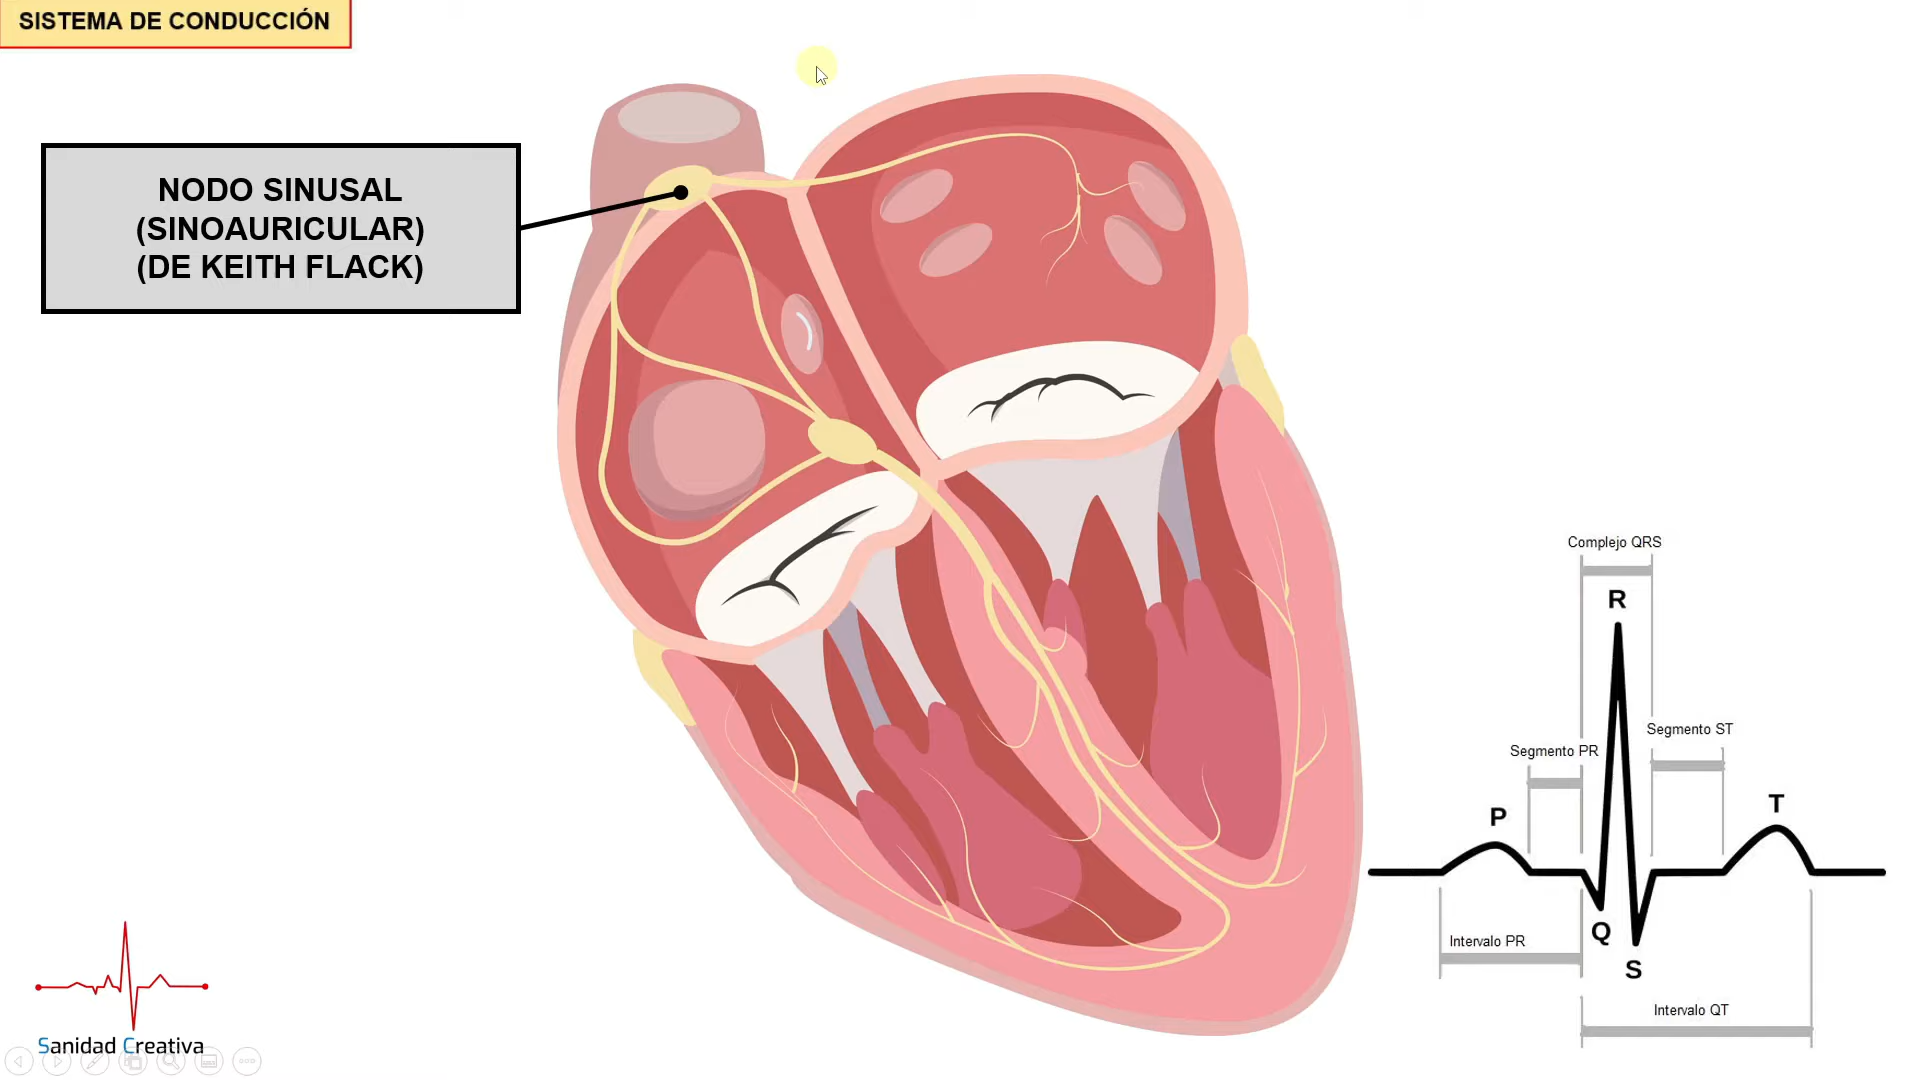 SISTEMA DE CONDUCCIÓN
NODO SINUSAL
(SINOAURICULAR)
(DE KEITH FLACK)
Complejo QRS
R
Segmento ST
Segmento PR
T
P
Q
Intervalo PR
S
Intervalo QT
Sanidad Creativa